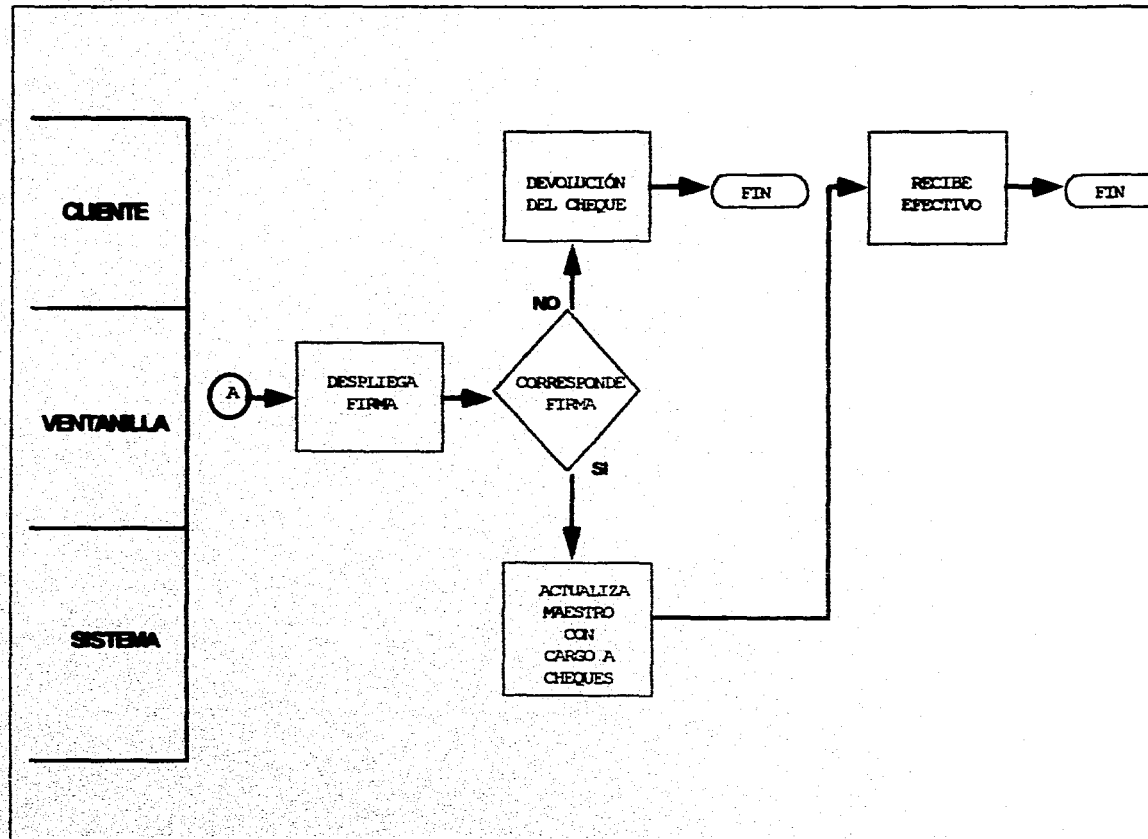 CLIENTE
DEVOLUCIÓN
DEL CHEQUE
FIN
RECIBE
EFECTIVO
FIN
NO
VENTANILLA
A
DESPLIEGA
FIRMA
CORRESPONDE
FIRMA
SI
SISTEMA
ACTUALIZA
MAESTRO
CON
CARGO A
CHEQUES